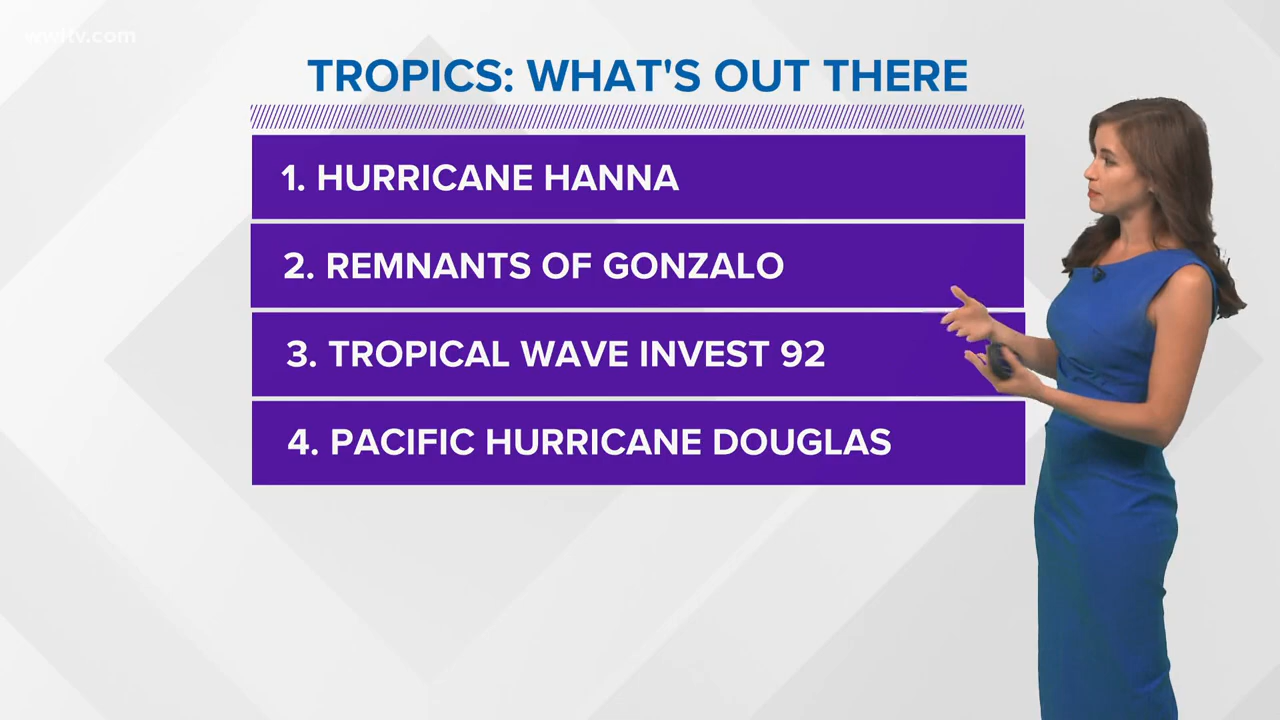 wwltv.com
TROPICS: WHAT'S OUT THERE
1. HURRICANE HANNA
2. REMNANTS OF GONZALO
3. TROPICAL WAVE INVEST 92
4. PACIFIC HURRICANE DOUGLAS